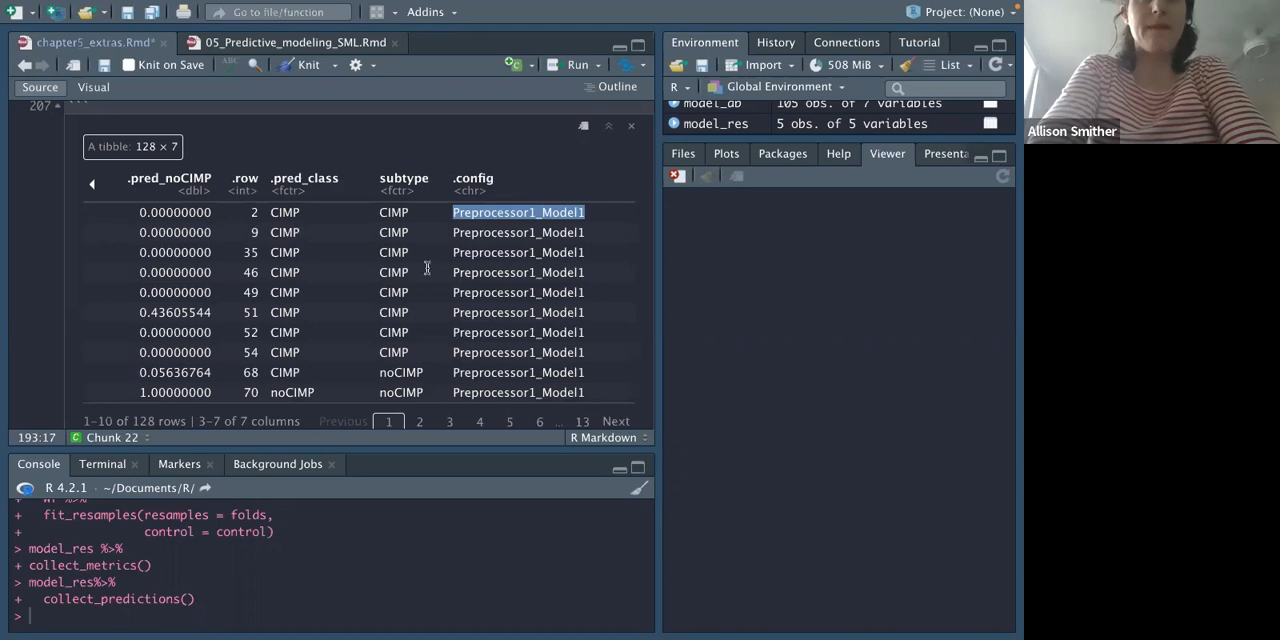 Go to file/function
Addins
Project: (None)
chapter5_extras.Rmd*
05_Predictive_modeling_SML.Rmd
Knit on Save
ABC
Knit
Run
Source
Visual
Outline
207
A tibble: 128 × 7
.pred_noCIMP .row .pred_class subtype .config
<dbl> <int> <fctr> <fctr> <chr>
0.00000000 2 CIMP CIMP Preprocessor1_Model1
0.00000000 9 CIMP CIMP Preprocessor1_Model1
0.00000000 35 CIMP CIMP Preprocessor1_Model1
0.00000000 46 CIMP CIMP Preprocessor1_Model1
0.00000000 49 CIMP CIMP Preprocessor1_Model1
0.43605544 51 CIMP CIMP Preprocessor1_Model1
0.00000000 52 CIMP CIMP Preprocessor1_Model1
0.00000000 54 CIMP CIMP Preprocessor1_Model1
0.05636764 68 CIMP noCIMP Preprocessor1_Model1
1.00000000 70 noCIMP noCIMP Preprocessor1_Model1
1-10 of 128 rows | 3-7 of 7 columns Previous 1 2 3 4 5 6 ... 13 Next
193:17 Chunk 22 R Markdown
Console Terminal Markers Background Jobs
R 4.2.1 · ~/Documents/R/
+ fit_resamples(resamples = folds,
+ control = control)
> model_res %>%
+ collect_metrics()
> model_res%>%
+ collect_predictions()
>
Environment History Connections Tutorial
Import 508 MiB List
R Global Environment
model_db 105 obs. of 7 variables
model_res 5 obs. of 5 variables
Files Plots Packages Help Viewer Presenta
Allison Smither